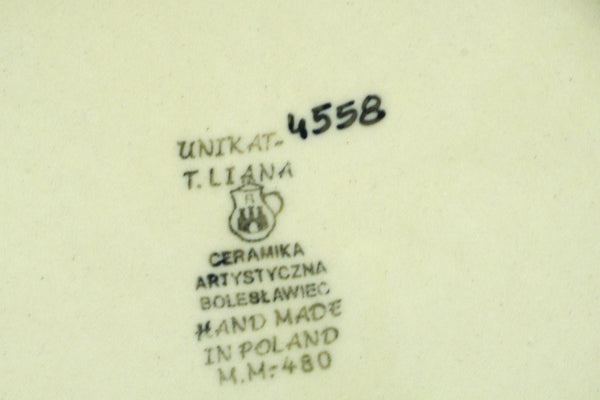 UNIKAT-4558
T. LIANA
B
CERAMIKA
ARTYSTYCZNA
BOLESŁAWIEC
HAND MADE
IN POLAND
M.M.-480